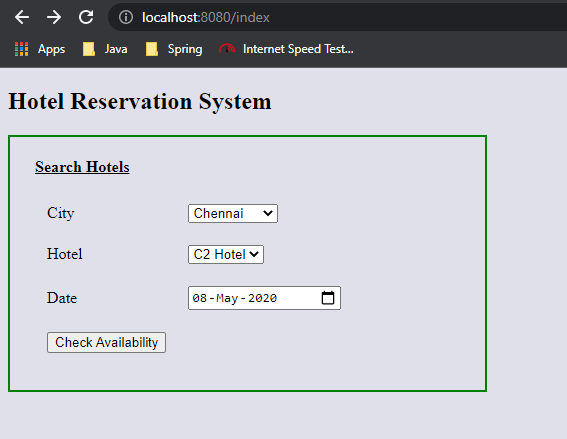 localhost:8080/index
Apps Java Spring Internet Speed Test...
Hotel Reservation System
Search Hotels
City Chennai
Hotel C2 Hotel
Date 08-May-2020
Check Availability